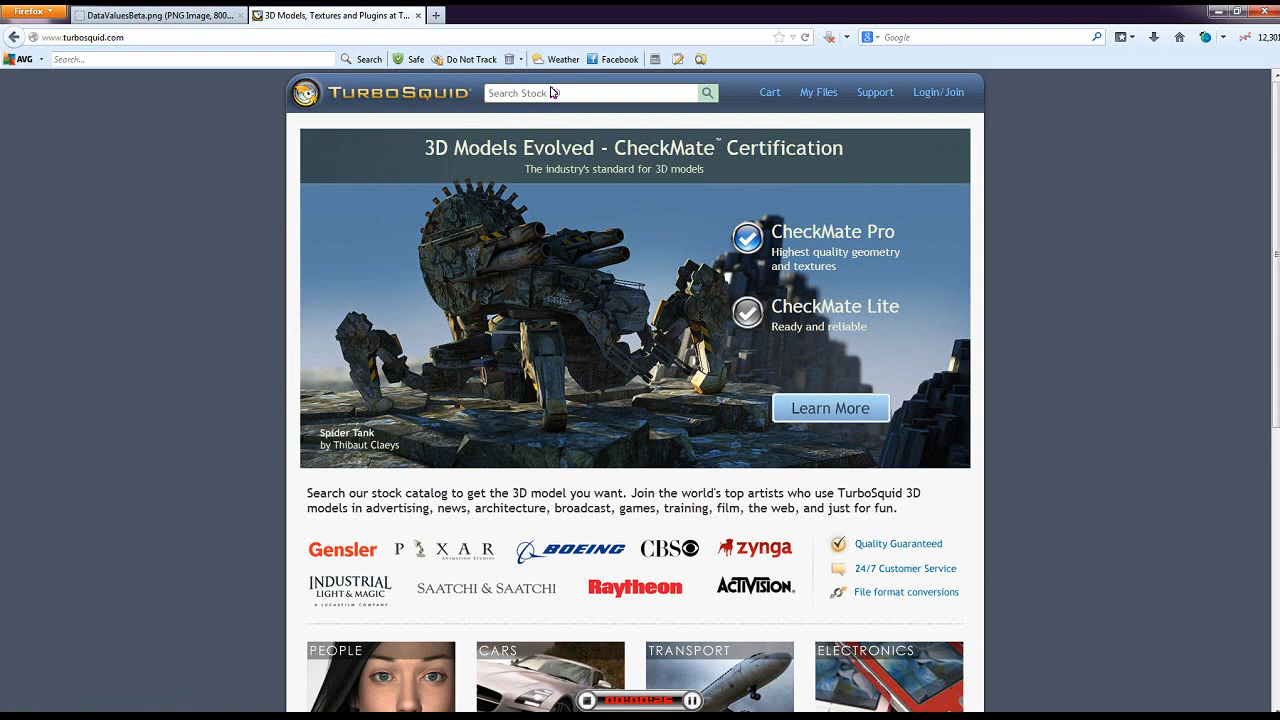 Firefox
DataValuesBeta.png (PNG Image, 800...
3D Models, Textures and Plugins at T...
www.turbosquid.com
Google
12,301
AVG
Search...
Search
Safe
Do Not Track
Weather
Facebook
TURBOSQUID
Search Stock
Cart
My Files
Support
Login/Join
3D Models Evolved - CheckMate™ Certification
The industry's standard for 3D models
CheckMate Pro
Highest quality geometry
and textures
CheckMate Lite
Ready and reliable
Learn More
Spider Tank
by Thibaut Claeys
Search our stock catalog to get the 3D model you want. Join the world's top artists who use TurboSquid 3D
models in advertising, news, architecture, broadcast, games, training, film, the web, and just for fun.
Gensler
PIXAR
ANIMATION STUDIOS
BOEING
CBS
zynga
Quality Guaranteed
24/7 Customer Service
File format conversions
INDUSTRIAL
LIGHT & MAGIC
A LUCASFILM COMPANY
SAATCHI & SAATCHI
Raytheon
ACTIVISION
PEOPLE
CARS
TRANSPORT
ELECTRONICS